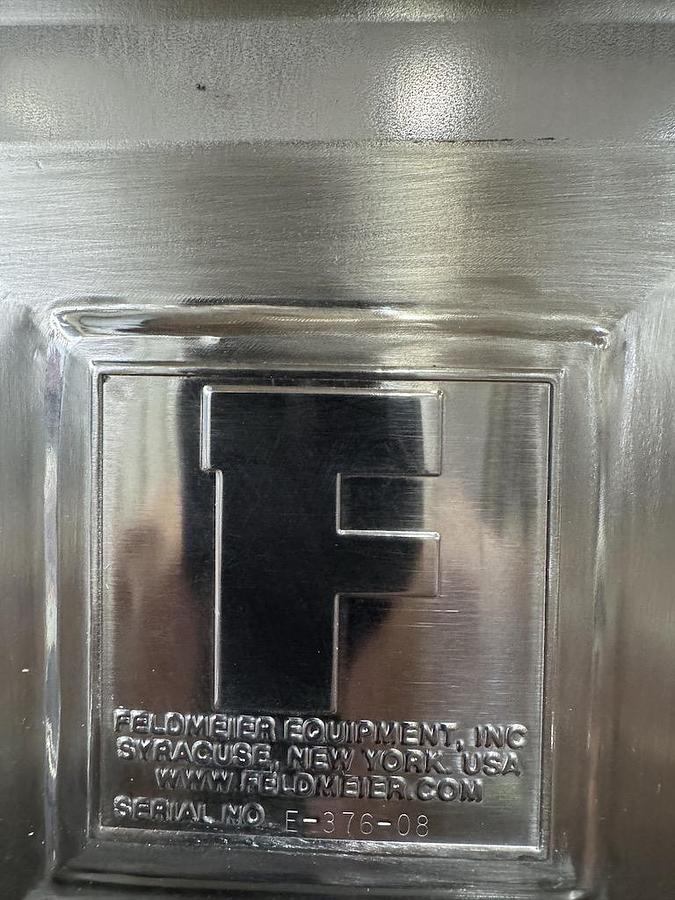 F
FELDMEIER EQUIPMENT, INC
SYRACUSE, NEW YORK. USA
WWW.FELDMEIER.COM
SERIAL NO. E-376-08